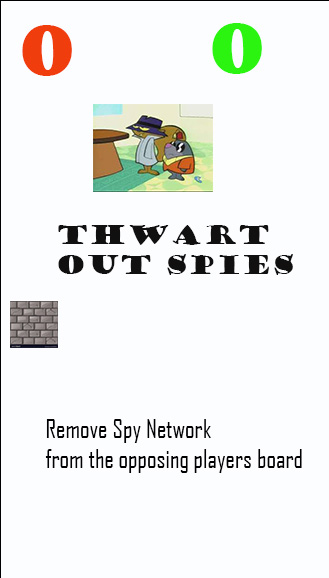 0 0
THWART
OUT SPIES
Remove Spy Network
from the opposing players board